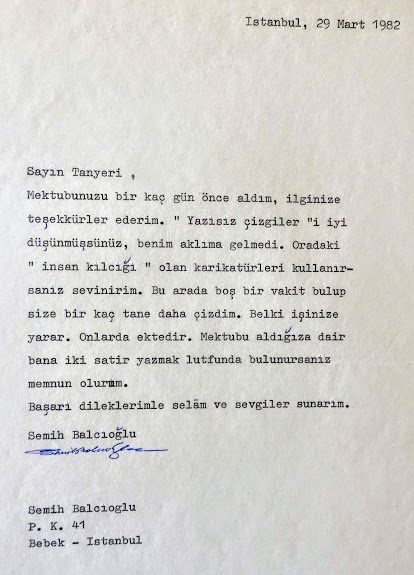 Istanbul, 29 Mart 1982
Sayın Tanyeri ,
Mektubunuzu bir kaç gün önce aldım, ilginize
teşekkürler ederim. " Yazısız çizgiler "i iyi
düşünmüşsünüz, benim aklıma gelmedi. Oradaki
" insan kılcığı " olan karikatürleri kullanır-
sanız sevinirim. Bu arada boş bir vakit bulup
size bir kaç tane daha çizdim. Belki işinize
yarar. Onlarda ektedir. Mektubu aldığıza dair
bana iki satir yazmak lutfunda bulunursanız
memnun olurum.
Başarı dileklerimle selâm ve sevgiler sunarım.
Semih Balcıoğlu
Semih Balcıoglu
P. K. 41
Bebek - Istanbul